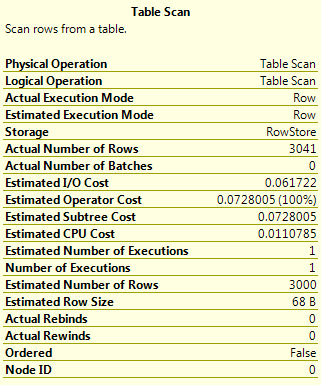 Table Scan
Scan rows from a table.
Physical Operation Table Scan
Logical Operation Table Scan
Actual Execution Mode Row
Estimated Execution Mode Row
Storage RowStore
Actual Number of Rows 3041
Actual Number of Batches 0
Estimated I/O Cost 0.061722
Estimated Operator Cost 0.0728005 (100%)
Estimated Subtree Cost 0.0728005
Estimated CPU Cost 0.0110785
Estimated Number of Executions 1
Number of Executions 1
Estimated Number of Rows 3000
Estimated Row Size 68 B
Actual Rebinds 0
Actual Rewinds 0
Ordered False
Node ID 0